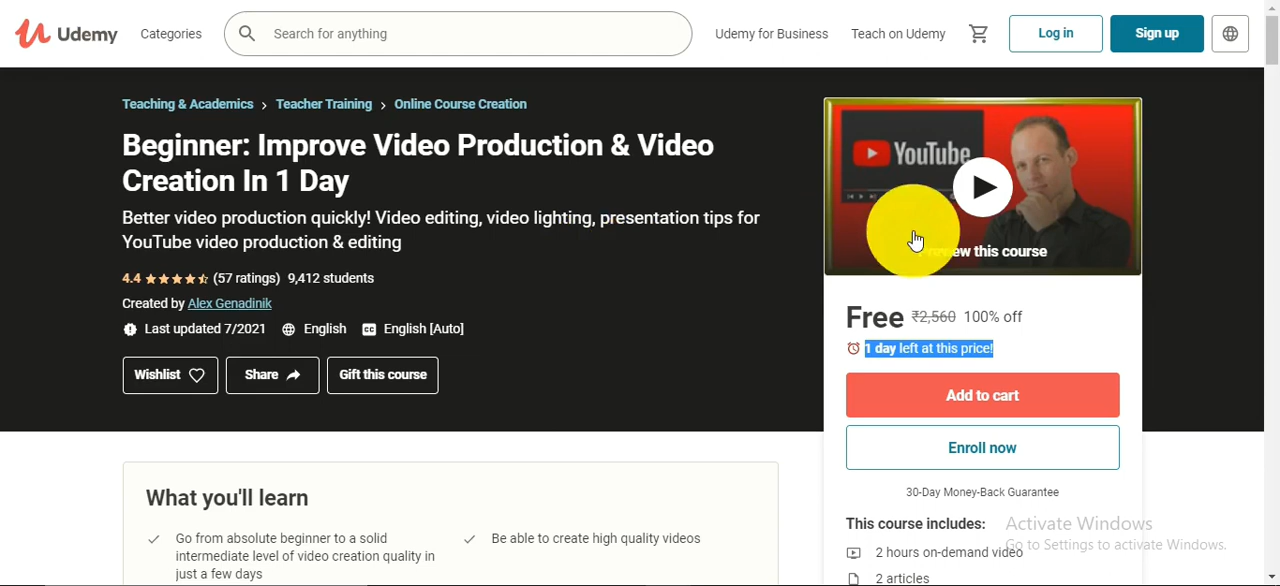 Udemy
Categories
Search for anything
Udemy for Business
Teach on Udemy
Log in
Sign up
Teaching & Academics > Teacher Training > Online Course Creation
Beginner: Improve Video Production & Video
Creation In 1 Day
Better video production quickly! Video editing, video lighting, presentation tips for
YouTube video production & editing
4.4 (57 ratings) 9,412 students
Created by Alex Genadinik
Last updated 7/2021 English English [Auto]
Wishlist
Share
Gift this course
YouTube
this course
Free ₹2,560 100% off
1 day left at this price!
Add to cart
Enroll now
30-Day Money-Back Guarantee
This course includes:
2 hours on-demand video
2 articles
Activate Windows
Go to Settings to activate Windows.
What you'll learn
Go from absolute beginner to a solid
intermediate level of video creation quality in
just a few days
Be able to create high quality videos